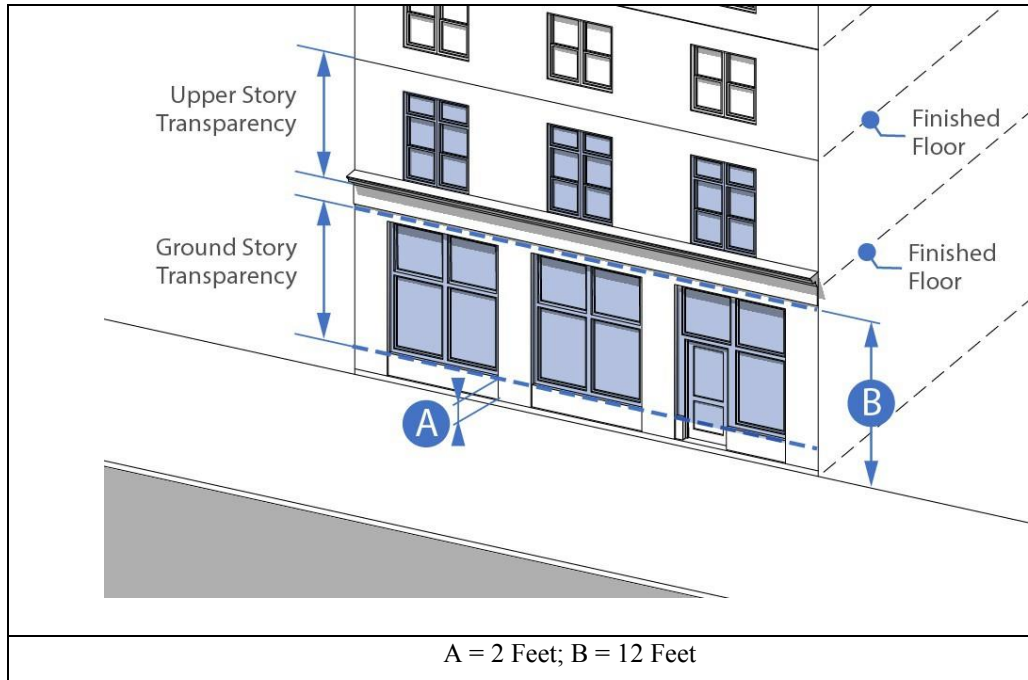 Upper Story
Transparency
Finished
Floor
Ground Story
Transparency
Finished
Floor
A
B
A = 2 Feet; B = 12 Feet